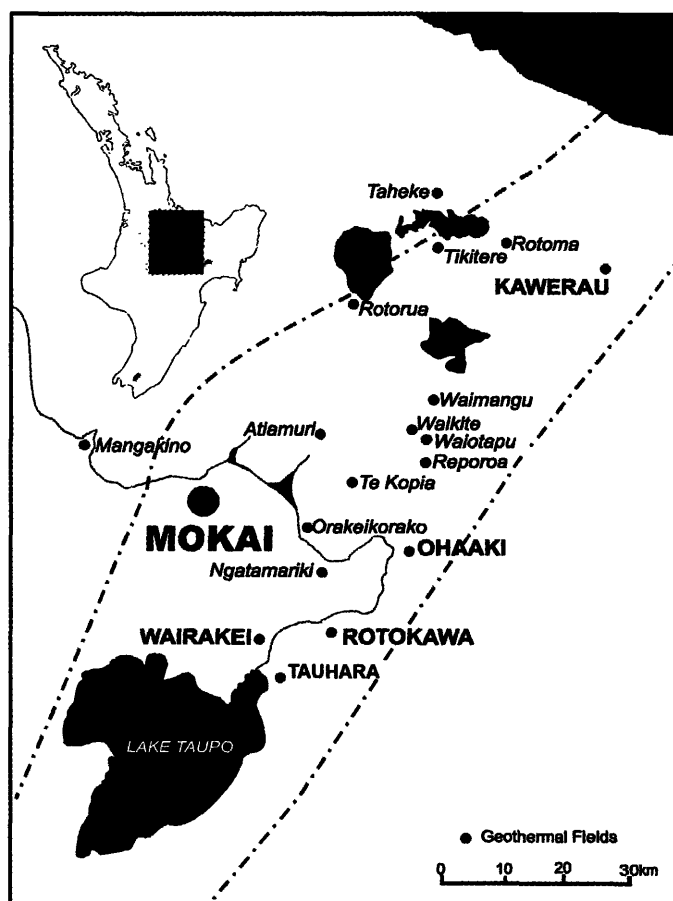 Taheke
Rotoma
Tikitere
KAWERAU
Rotorua
Waimangu
Waikite
Atiamuri
Waiotapu
Mangakino
Reporoa
Te Kopia
MOKAI
Orakeikorako
OHAAKI
Ngatamariki
WAIRAKEI
ROTOKAWA
TAUHARA
LAKE TAUPO
Geothermal Fields
0 10 20 30km